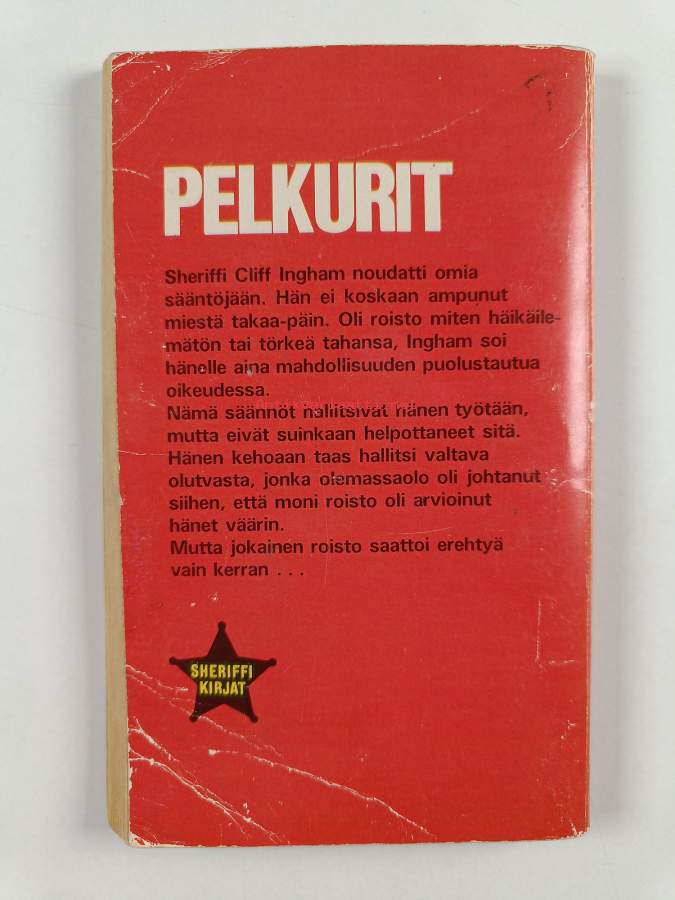 PELKURIT
Sheriffi Cliff Ingham noudatti omia
sääntöjään. Hän ei koskaan ampunut
miestä takaa-päin. Oli roisto miten häikäile-
mätön tai törkeä tahansa, Ingham soi
hänelle aina mahdollisuuden puolustautua
oikeudessa.
Nämä säännöt hallitsivat hänen työtään,
mutta eivät suinkaan helpottaneet sitä.
Hänen kehoaan taas hallitsi valtava
olutvasta, jonka olemassaolo oli johtanut
siihen, että moni roisto oli arvioinut
hänet väärin.
Mutta jokainen roisto saattoi erehtyä
vain kerran . . .
SHERIFFI
KIRJAT